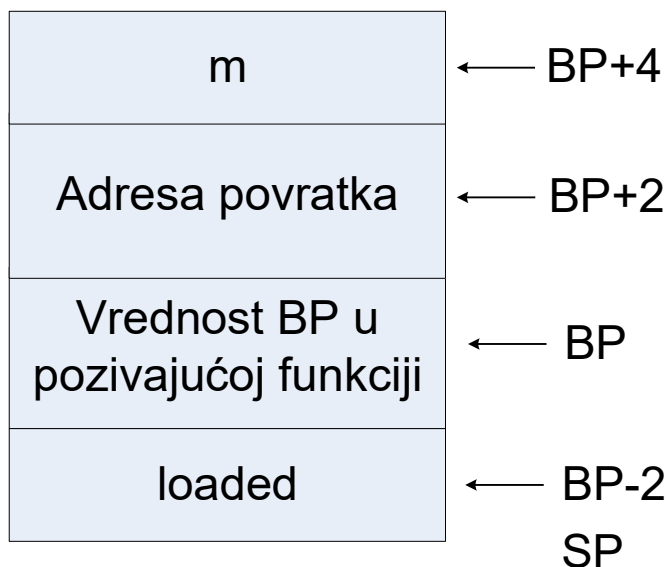 m
BP+4
Adresa povratka
BP+2
Vrednost BP u
pozivajućoj funkciji
BP
loaded
BP-2
SP